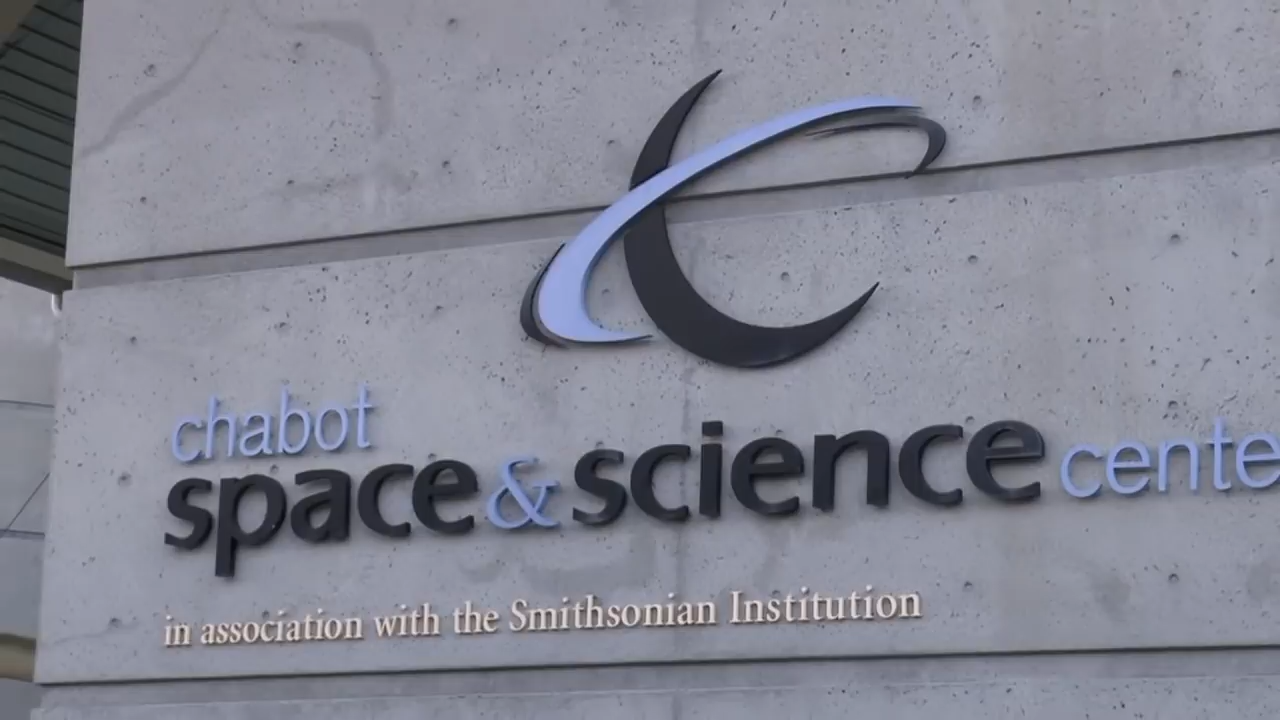 chabot
space & science cente
in association with the Smithsonian Institution